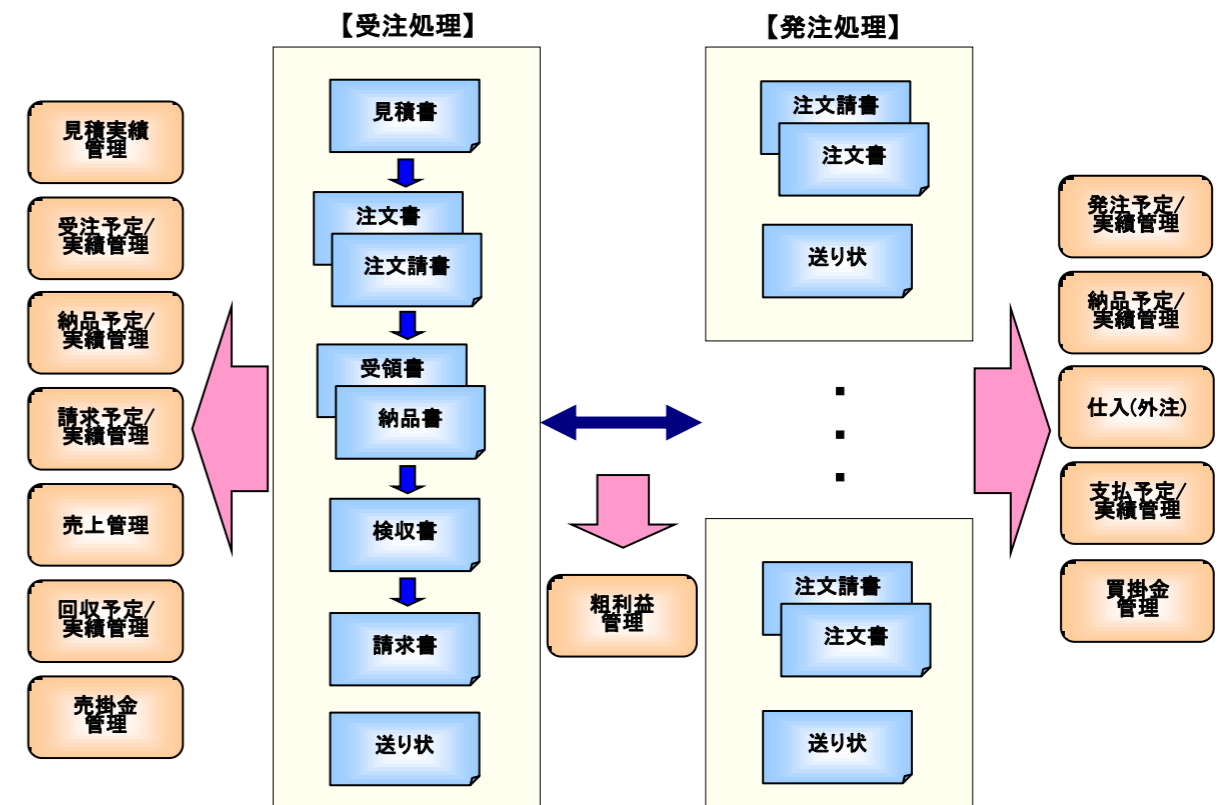 【受注処理】
【発注処理】
見積実績
管理
受注予定/
実績管理
納品予定/
実績管理
請求予定/
実績管理
売上管理
回収予定/
実績管理
売掛金
管理
見積書
注文書
注文請書
受領書
納品書
検収書
請求書
送り状
粗利益
管理
注文請書
注文書
送り状
・
・
・
注文請書
注文書
送り状
発注予定/
実績管理
納品予定/
実績管理
仕入(外注)
支払予定/
実績管理
買掛金
管理